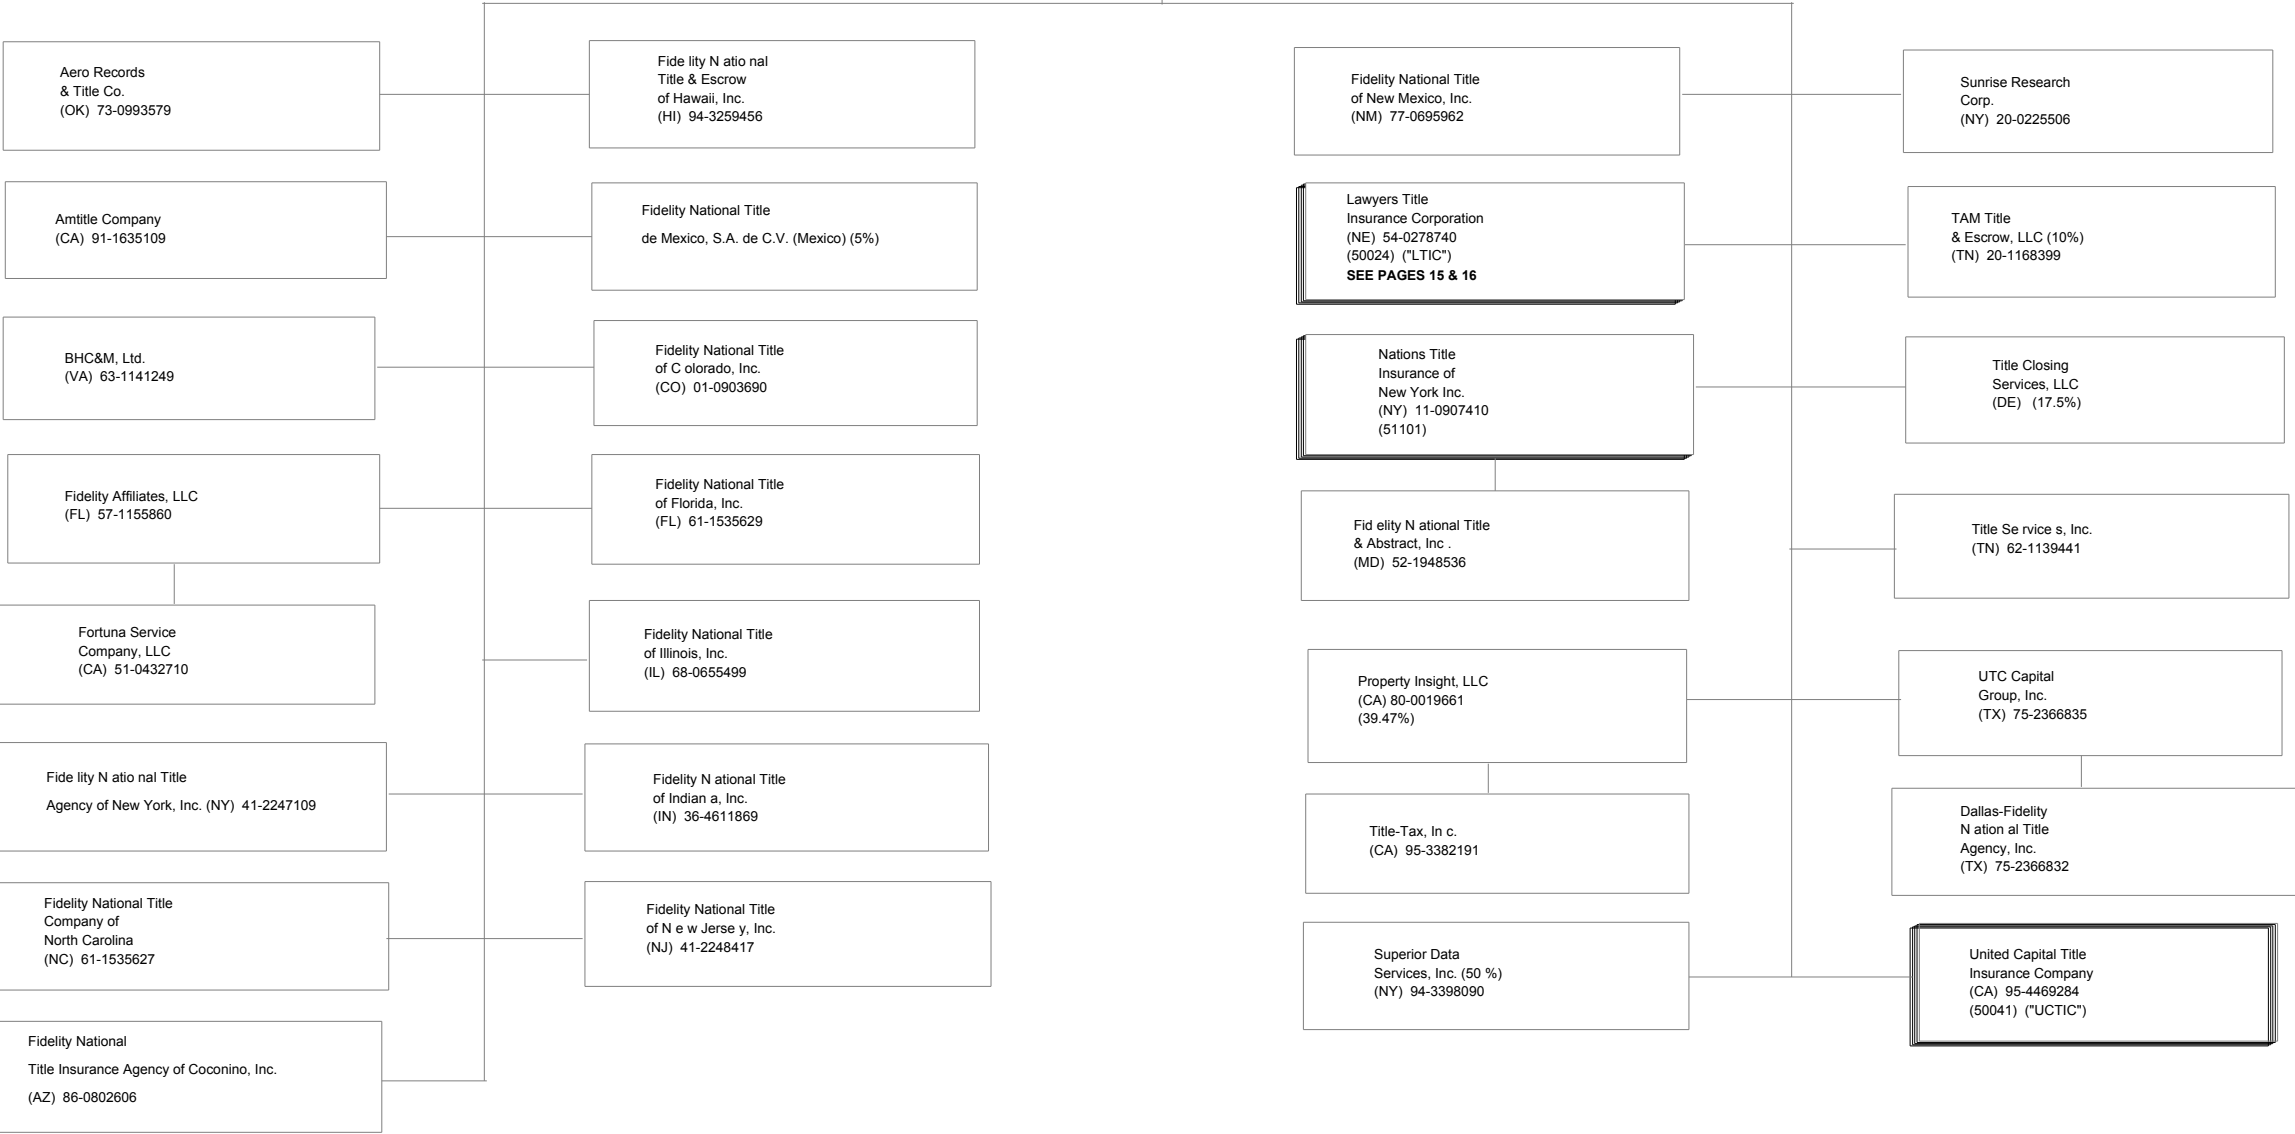 Aero Records
& Title Co.
(OK) 73-0993579
Fide lity N atio nal
Title & Escrow
of Hawaii, Inc.
(HI) 94-3259456
Fidelity National Title
of New Mexico, Inc.
(NM) 77-0695962
Sunrise Research
Corp.
(NY) 20-0225506
Amtitle Company
(CA) 91-1635109
Fidelity National Title
de Mexico, S.A. de C.V. (Mexico) (5%)
Lawyers Title
Insurance Corporation
(NE) 54-0278740
(50024) ("LTIC")
SEE PAGES 15 & 16
TAM Title
& Escrow, LLC (10%)
(TN) 20-1168399
BHC&M, Ltd.
(VA) 63-1141249
Fidelity National Title
of C olorado, Inc.
(CO) 01-0903690
Nations Title
Insurance of
New York Inc.
(NY) 11-0907410
(51101)
Title Closing
Services, LLC
(DE) (17.5%)
Fidelity Affiliates, LLC
(FL) 57-1155860
Fidelity National Title
of Florida, Inc.
(FL) 61-1535629
Fid elity N ational Title
& Abstract, Inc .
(MD) 52-1948536
Title Se rvice s, Inc.
(TN) 62-1139441
Fortuna Service
Company, LLC
(CA) 51-0432710
Fidelity National Title
of Illinois, Inc.
(IL) 68-0655499
Property Insight, LLC
(CA) 80-0019661
(39.47%)
UTC Capital
Group, Inc.
(TX) 75-2366835
Fide lity N atio nal Title
Agency of New York, Inc. (NY) 41-2247109
Fidelity N ational Title
of Indian a, Inc.
(IN) 36-4611869
Title-Tax, In c.
(CA) 95-3382191
Dallas-Fidelity
N ation al Title
Agency, Inc.
(TX) 75-2366832
Fidelity National Title
Company of
North Carolina
(NC) 61-1535627
Fidelity National Title
of N e w Jerse y, Inc.
(NJ) 41-2248417
Superior Data
Services, Inc. (50 %)
(NY) 94-3398090
United Capital Title
Insurance Company
(CA) 95-4469284
(50041) ("UCTIC")
Fidelity National
Title Insurance Agency of Coconino, Inc.
(AZ) 86-0802606